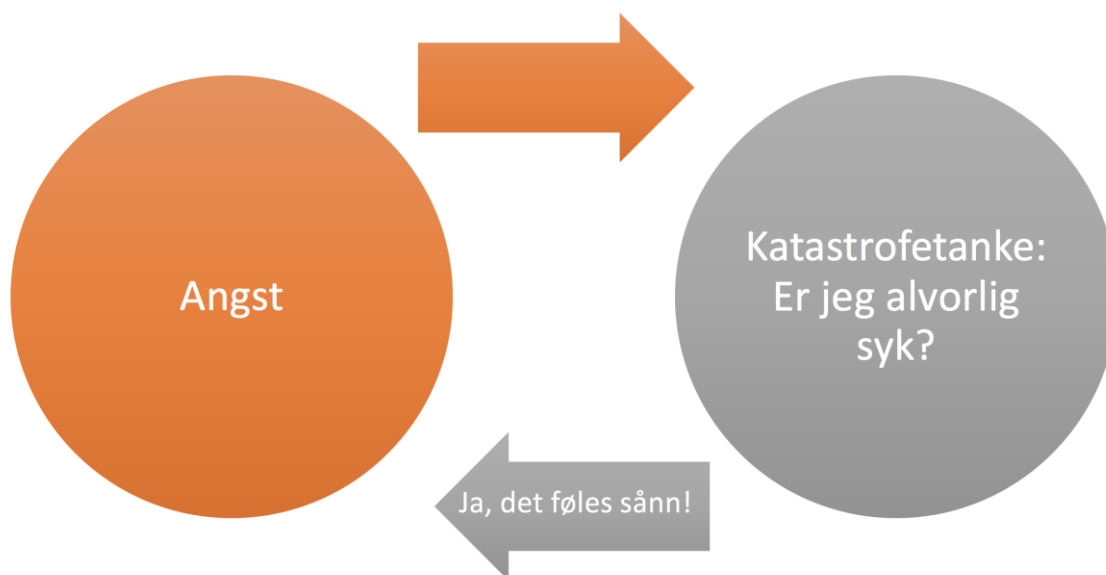 Angst
Katastrofetanke:
Er jeg alvorlig
syk?
Ja, det føles sånn!